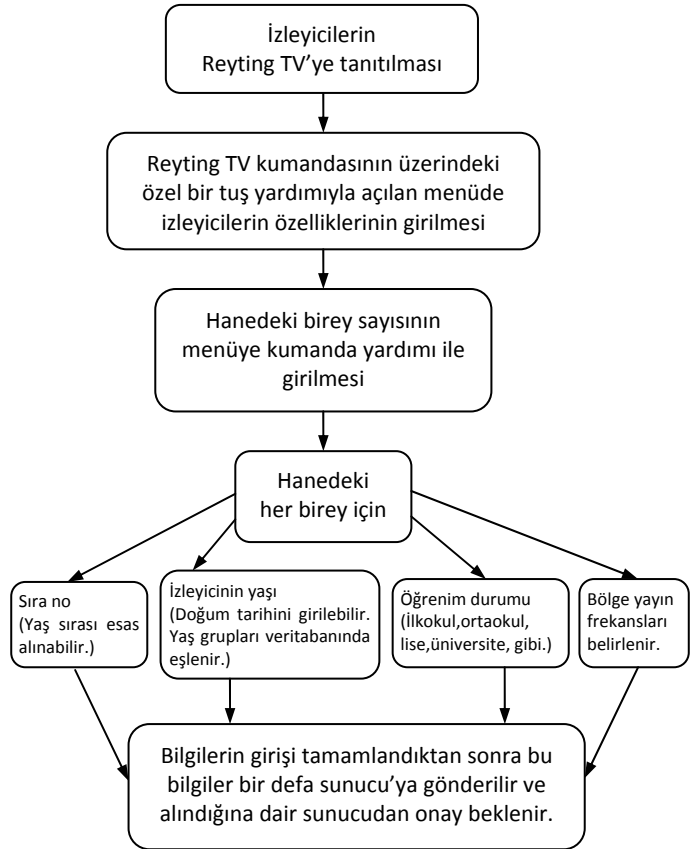 İzleyicilerin
Reyting TV’ye tanıtılması
Reyting TV kumandasının üzerindeki
özel bir tuş yardımıyla açılan menüde
izleyicilerin özelliklerinin girilmesi
Hanedeki birey sayısının
menüye kumanda yardımı ile
girilmesi
Hanedeki
her birey için
Sıra no
(Yaş sırası esas
alınabilir.)
İzleyicinin yaşı
(Doğum tarihini girilebilir.
Yaş grupları veritabanında
eşlenir.)
Öğrenim durumu
(İlkokul,ortaokul,
lise,üniversite, gibi.)
Bölge yayın
frekansları
belirlenir.
Bilgilerin girişi tamamlandıktan sonra bu
bilgiler bir defa sunucu’ya gönderilir ve
alındığına dair sunucudan onay beklenir.